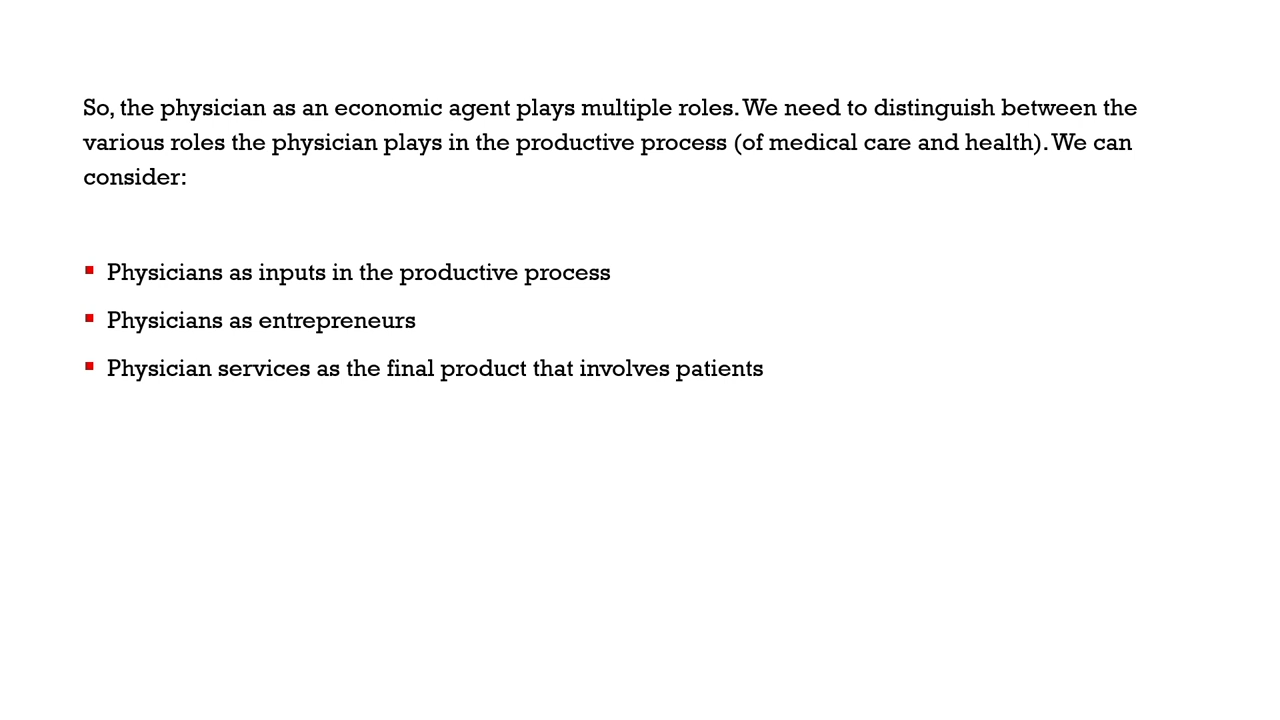 So, the physician as an economic agent plays multiple roles. We need to distinguish between the
various roles the physician plays in the productive process (of medical care and health). We can
consider:
▪ Physicians as inputs in the productive process
▪ Physicians as entrepreneurs
▪ Physician services as the final product that involves patients